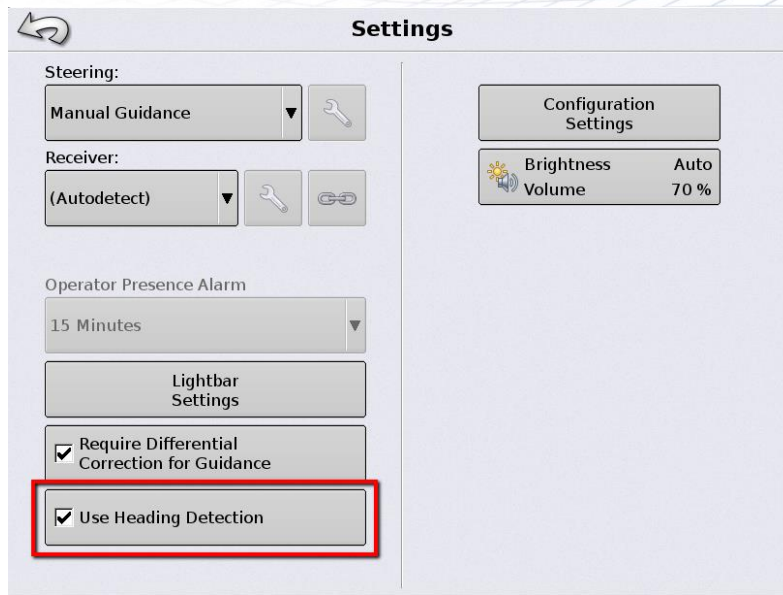 Settings
Steering:
Manual Guidance
Receiver:
(Autodetect)
Operator Presence Alarm
15 Minutes
Lightbar
Settings
Require Differential
Correction for Guidance
Use Heading Detection
Configuration
Settings
Brightness Auto
Volume 70 %